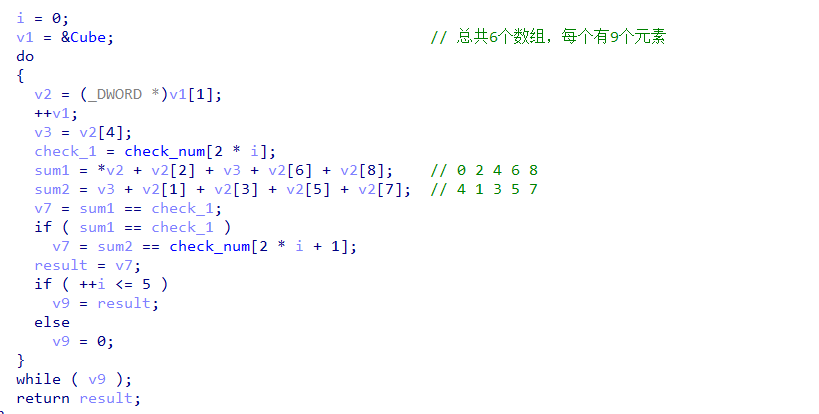 i = 0;
v1 = &Cube; // 总共6个数组，每个有9个元素
do
{
v2 = (_DWORD *)v1[1];
++v1;
v3 = v2[4];
check_1 = check_num[2 * i];
sum1 = *v2 + v2[2] + v3 + v2[6] + v2[8]; // 0 2 4 6 8
sum2 = v3 + v2[1] + v2[3] + v2[5] + v2[7]; // 4 1 3 5 7
v7 = sum1 == check_1;
if ( sum1 == check_1 )
v7 = sum2 == check_num[2 * i + 1];
result = v7;
if ( ++i <= 5 )
v9 = result;
else
v9 = 0;
}
while ( v9 );
return result;